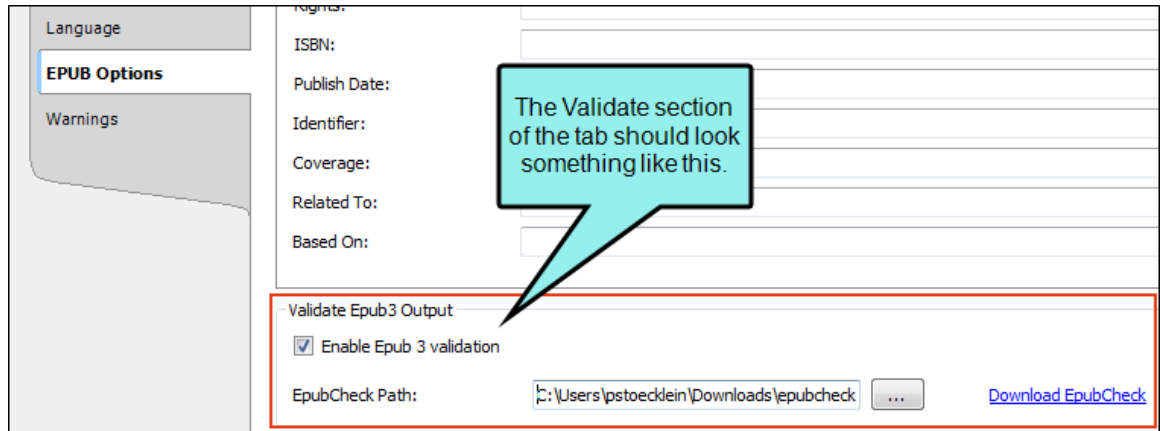 Language
EPUB Options
Warnings
Rights:
ISBN:
Publish Date:
Identifier:
Coverage:
Related To:
Based On:
The Validate section
of the tab should look
something like this.
Validate Epub3 Output
Enable Epub 3 validation
EpubCheck Path: C:\Users\pstoecklein\Downloads\epubcheck ... Download EpubCheck